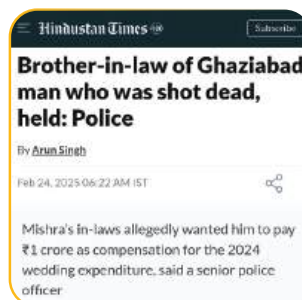 Hindustan Times
Subscribe
Brother-in-law of Ghaziabad
man who was shot dead,
held: Police
By Arun Singh
Feb 24, 2025 06:22 AM IST
Mishra's in-laws allegedly wanted him to pay
₹1 crore as compensation for the 2024
wedding expenditure, said a senior police
officer